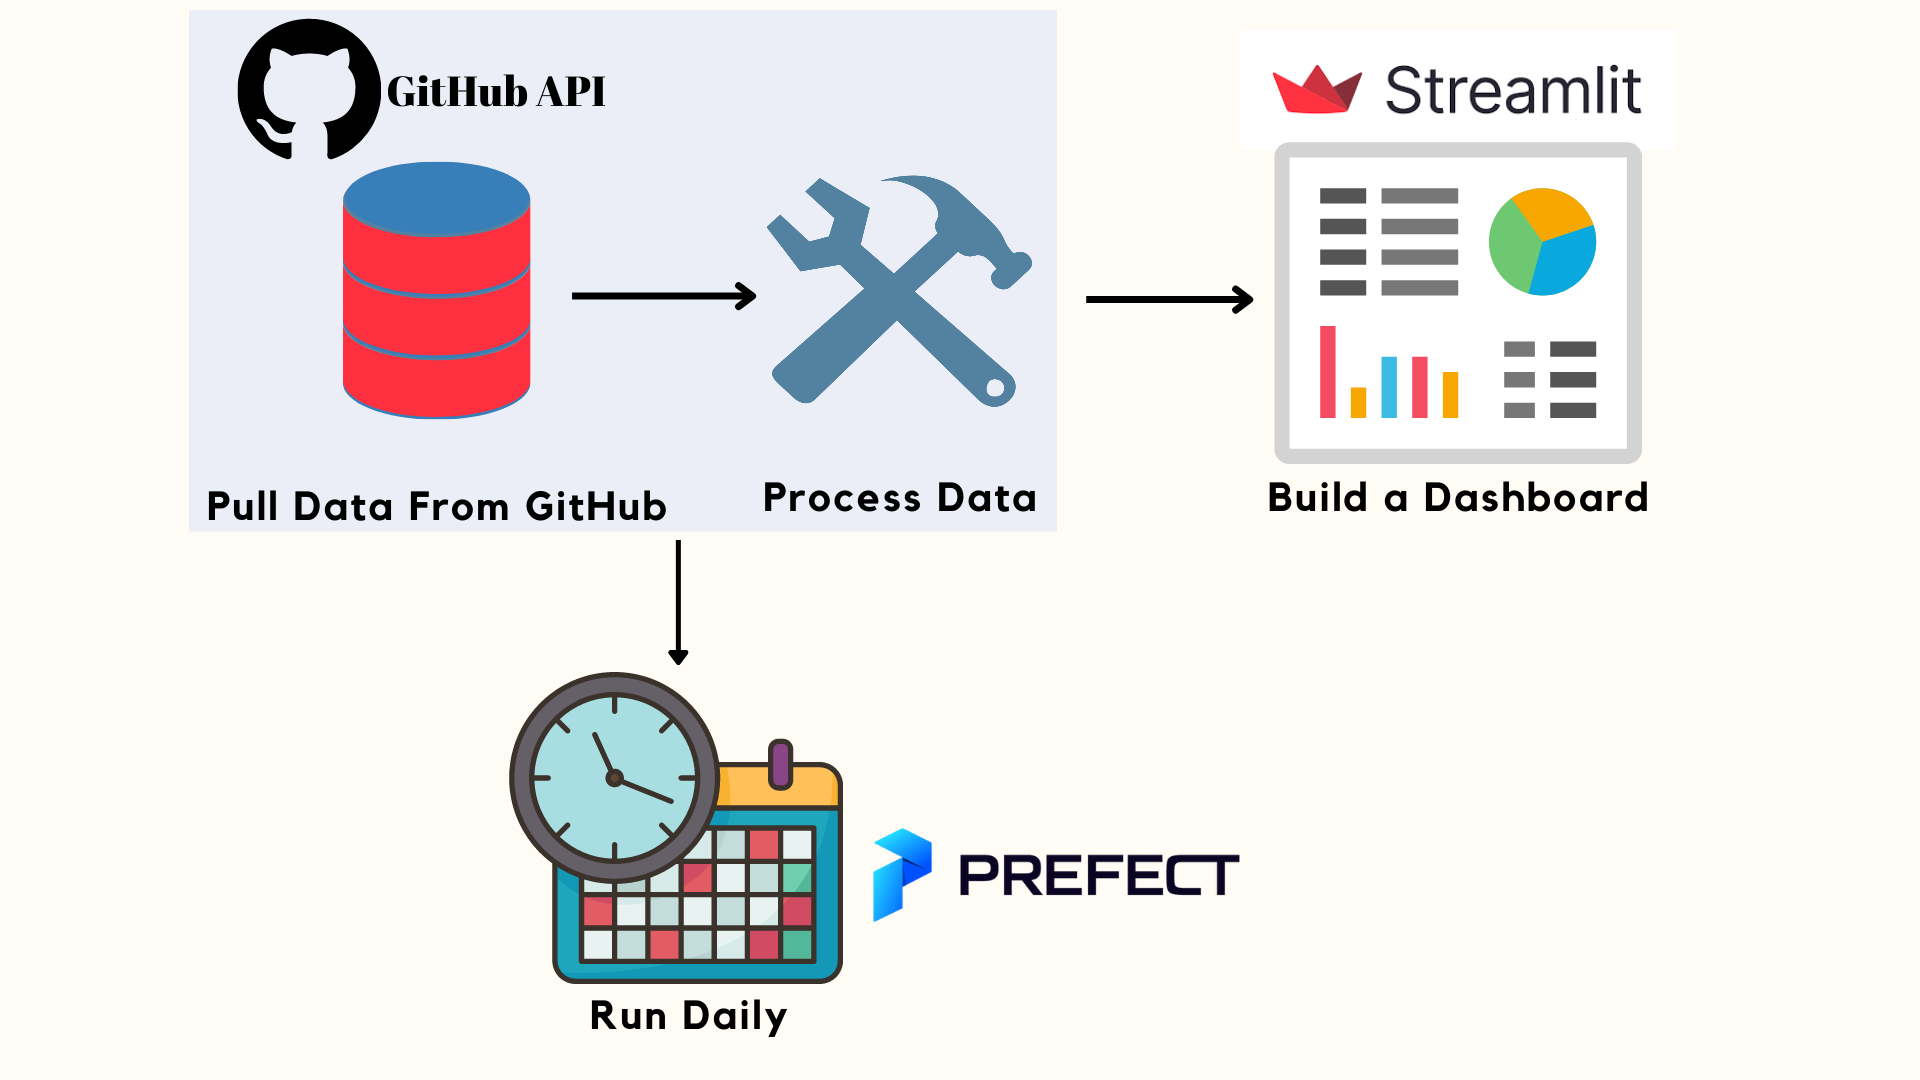 GitHub API
Streamlit
Pull Data From GitHub
Process Data
Build a Dashboard
PREFECT
Run Daily